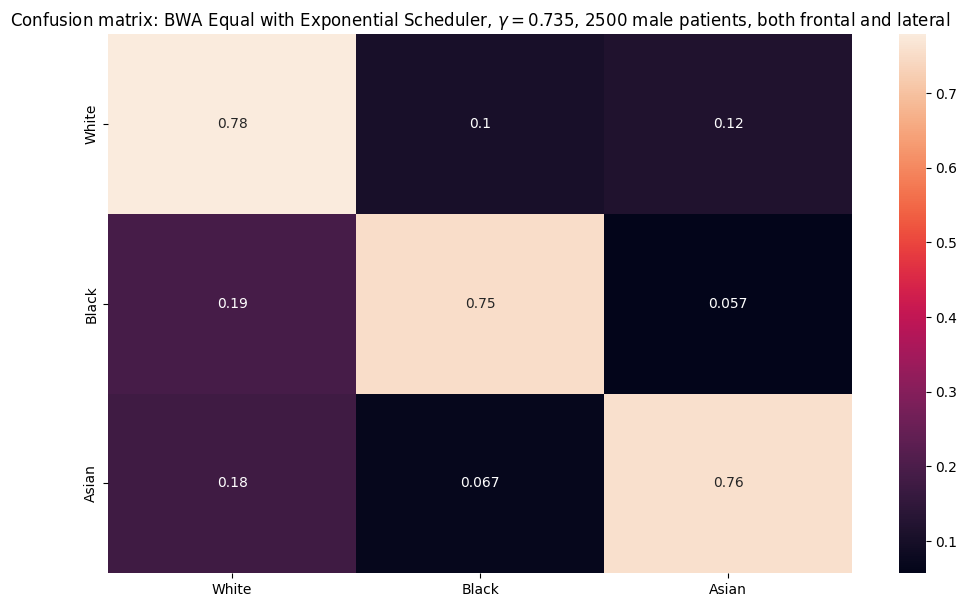 Confusion matrix: BWA Equal with Exponential Scheduler, γ = 0.735, 2500 male patients, both frontal and lateral
White
0.78
0.1
0.12
Black
0.19
0.75
0.057
Asian
0.18
0.067
0.76
White
Black
Asian
0.7
0.6
0.5
0.4
0.3
0.2
0.1